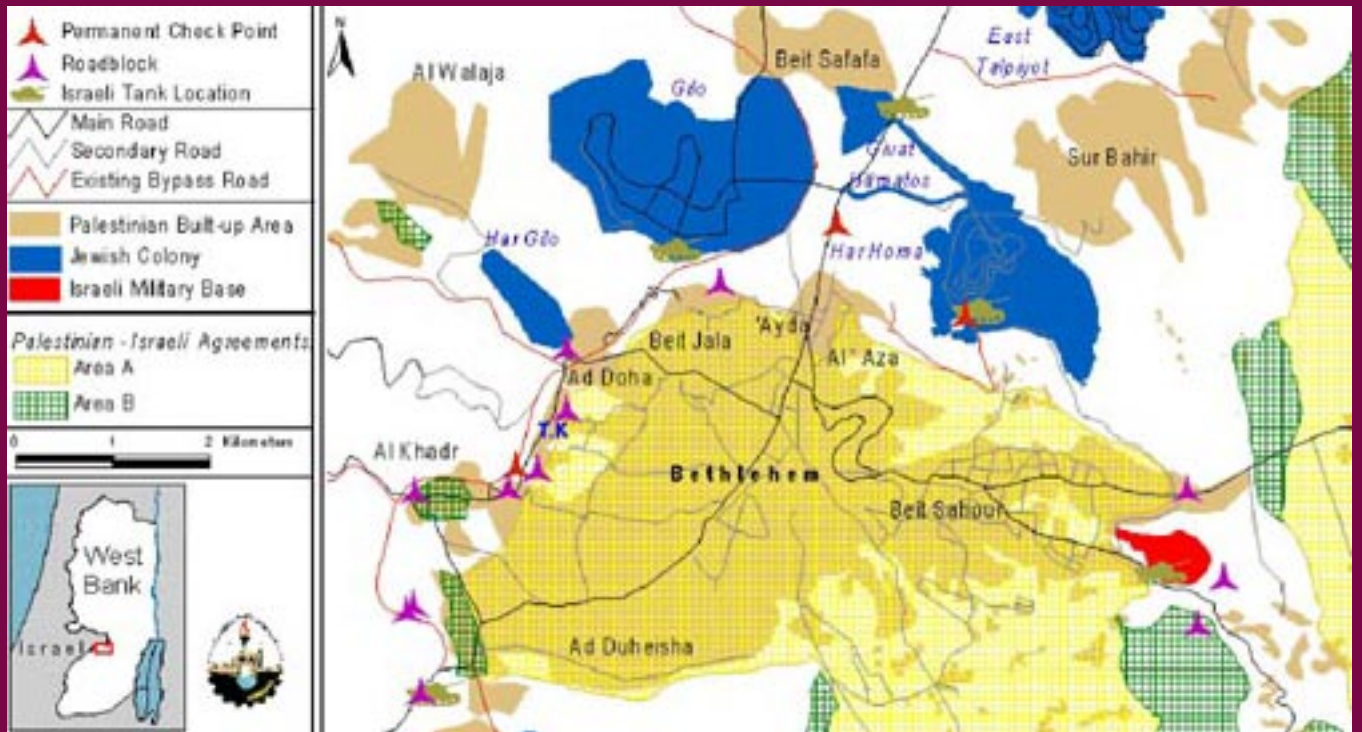 Permanent Check Point
Roadblock
Israeli Tank Location
Main Road
Secondary Road
Existing Bypass Road
Palestinian Built-up Area
Jewish Colony
Israeli Military Base
Palestinian - Israeli Agreements
Area A
Area B
0 1 2 Kilometers
West
Bank
Israel
N
Al Walaja
Gilo
Beit Safafa
East
Talpiyot
Sur Bahir
Giv'at
Hamatos
Har Gilo
Har Homa
'Ayda
Beit Jala
Al 'Aza
Ad Doha
T.K
Al Khadr
Bethlehem
Beit Sahour
Ad Duheisha